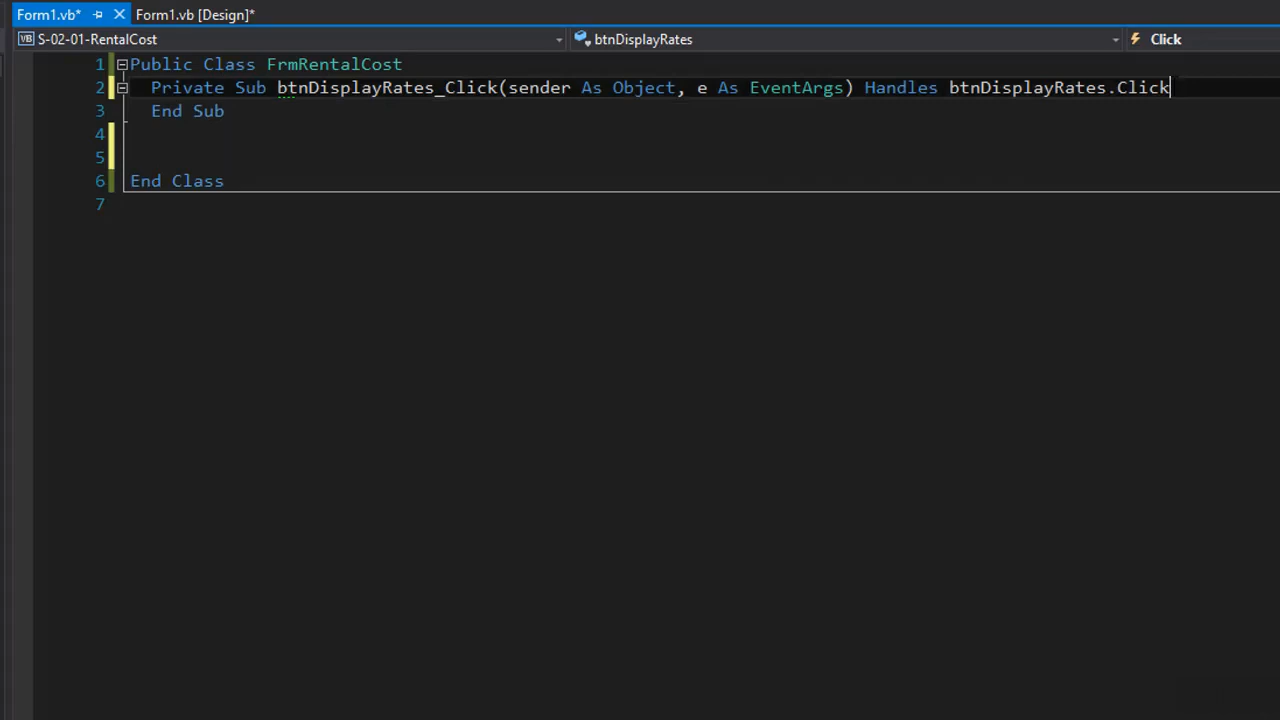 Form1.vb* Form1.vb [Design]*
VB S-02-01-RentalCost btnDisplayRates Click
1 Public Class FrmRentalCost
2 Private Sub btnDisplayRates_Click(sender As Object, e As EventArgs) Handles btnDisplayRates.Click
3 End Sub
4
5
6 End Class
7